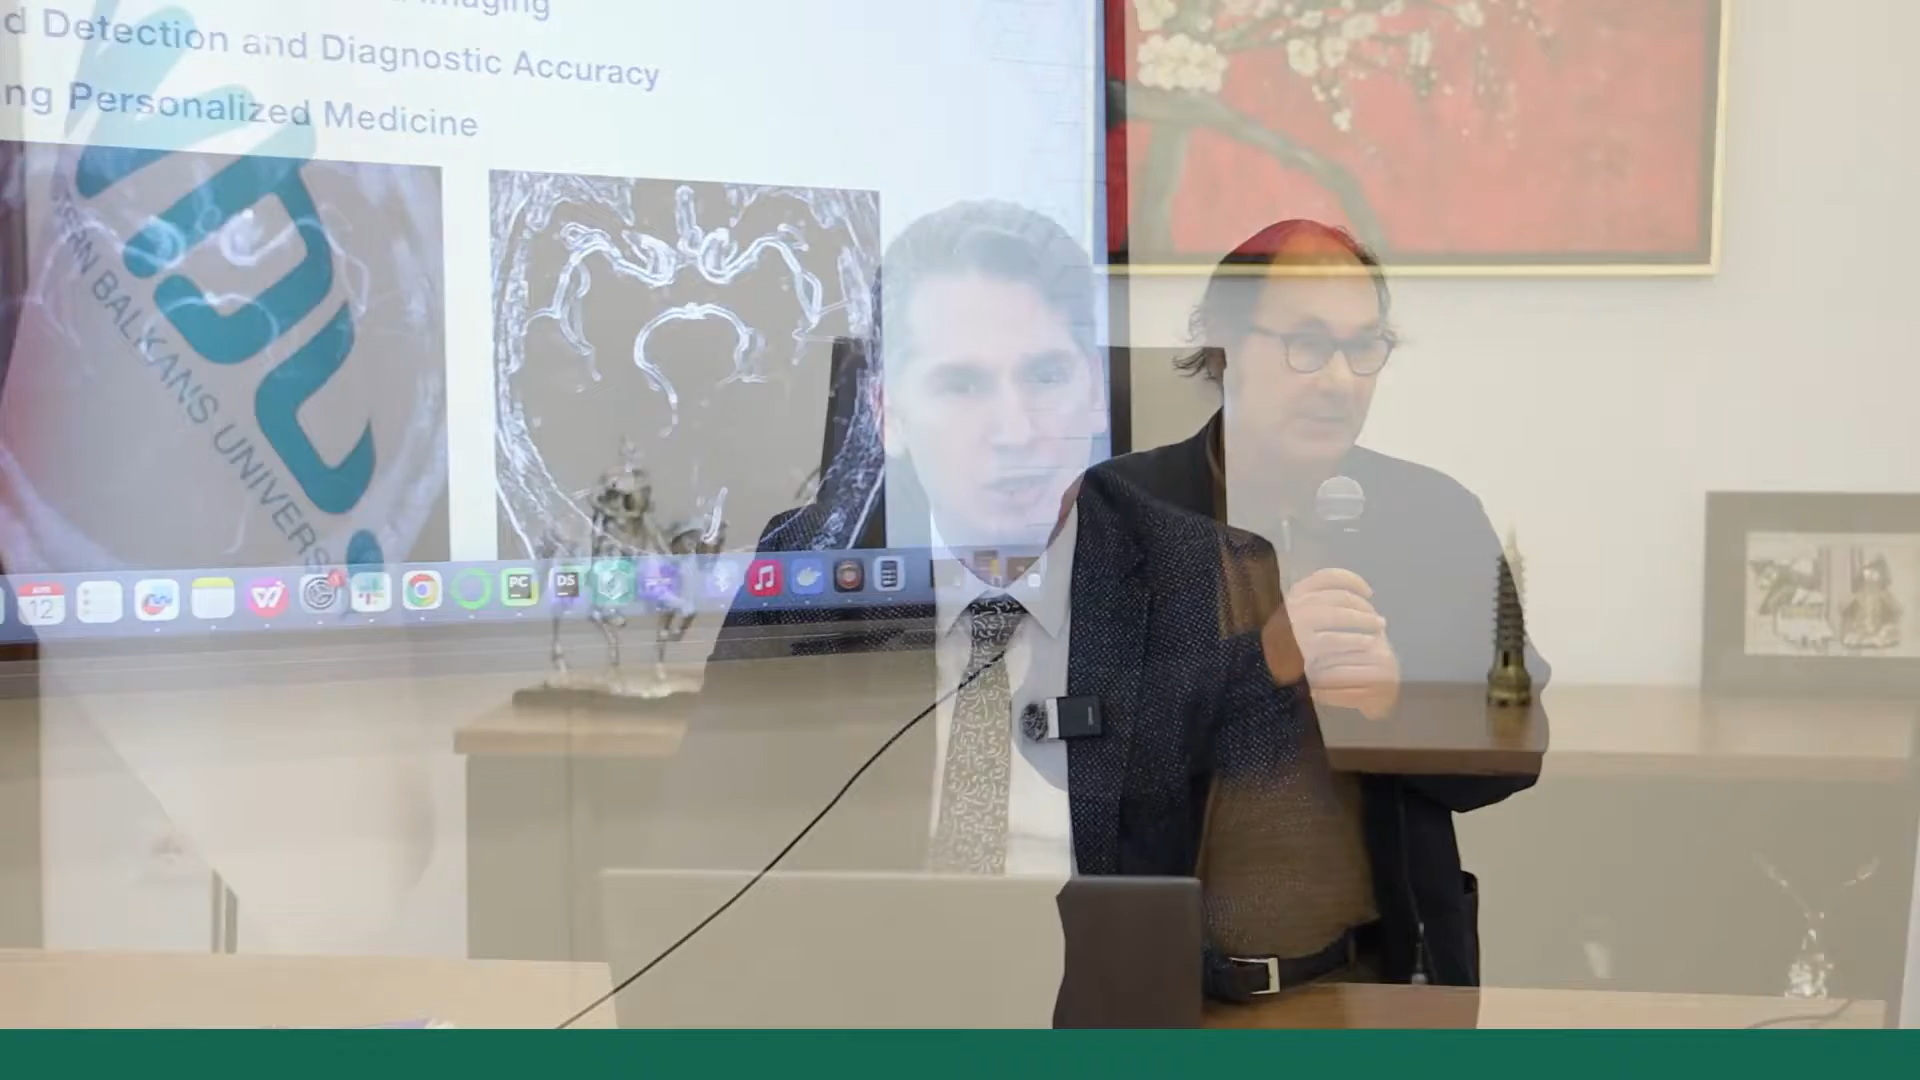 d Detection and Diagnostic Accuracy
ng Personalized Medicine
BALKANS UNIVERS
12
PC
DS